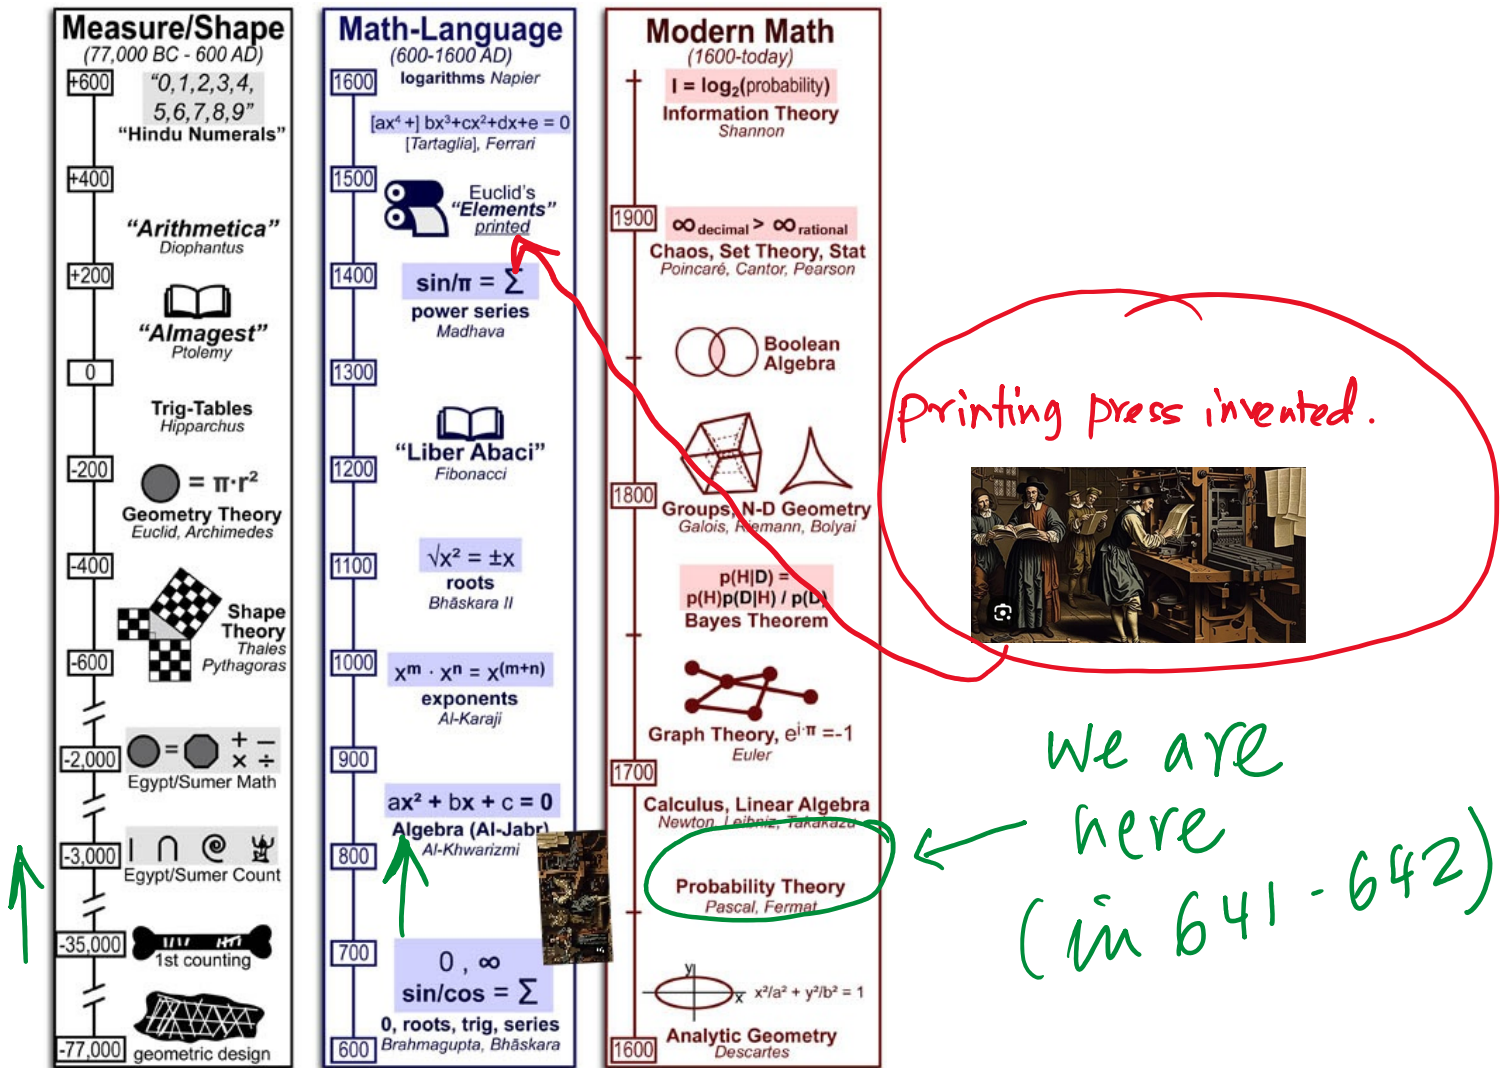 Measure/Shape
(77,000 BC - 600 AD)
+600
"0,1,2,3,4,
5,6,7,8,9"
"Hindu Numerals"
+400
"Arithmetica"
Diophantus
+200
"Almagest"
Ptolemy
0
Trig-Tables
Hipparchus
-200
= π·r²
Geometry Theory
Euclid, Archimedes
-400
Shape
Theory
Thales
Pythagoras
-600
-2,000
= + −
× ÷
Egypt/Sumer Math
-3,000
Egypt/Sumer Count
-35,000
1st counting
-77,000
geometric design
Math-Language
(600-1600 AD)
1600
logarithms Napier
[ax⁴ +] bx³+cx²+dx+e = 0
[Tartaglia], Ferrari
1500
Euclid's
"Elements"
printed
1400
sin/π = Σ
power series
Madhava
1300
"Liber Abaci"
Fibonacci
1200
1100
√x² = ±x
roots
Bhāskara II
1000
xᵐ · xⁿ = x⁽ᵐ⁺ⁿ⁾
exponents
Al-Karaji
900
ax² + bx + c = 0
Algebra (Al-Jabr)
Al-Khwarizmi
800
700
0 , ∞
sin/cos = Σ
0, roots, trig, series
Brahmagupta, Bhāskara
600
Modern Math
(1600-today)
I = log₂(probability)
Information Theory
Shannon
1900
∞decimal > ∞rational
Chaos, Set Theory, Stat
Poincaré, Cantor, Pearson
Boolean
Algebra
1800
Groups, N-D Geometry
Galois, Riemann, Bolyai
p(H|D) =
p(H)p(D|H) / p(D)
Bayes Theorem
Graph Theory, eⁱ·π =-1
Euler
1700
Calculus, Linear Algebra
Newton, Leibniz, Takakazu
Probability Theory
Pascal, Fermat
y
x
x²/a² + y²/b² = 1
Analytic Geometry
Descartes
1600
printing press invented.
we are
here
(in 641-642)